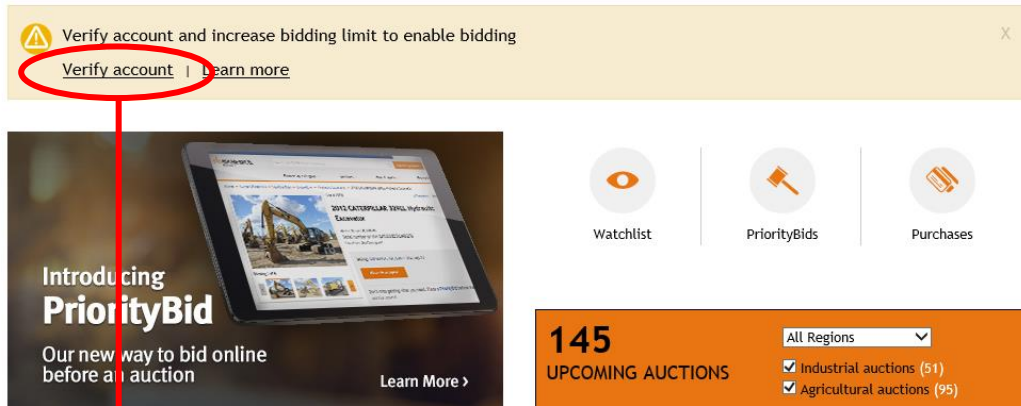 Verify account and increase bidding limit to enable bidding
X
Verify account | Learn more
2012 CATERPILLAR 329EL Hydraulic
Excavator
Introducing
PriorityBid
Our new way to bid online
before an auction
Learn More >
Watchlist
PriorityBids
Purchases
145
UPCOMING AUCTIONS
All Regions
Industrial auctions (51)
Agricultural auctions (95)